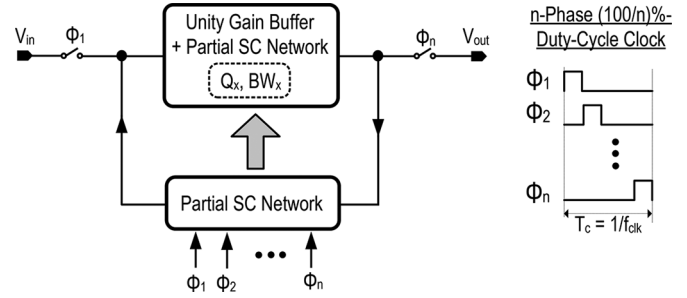 Vin
Φ1
Unity Gain Buffer
+ Partial SC Network
Qx, BWx
Φn
Vout
Partial SC Network
Φ1
Φ2
•••
Φn
n-Phase (100/n)%-
Duty-Cycle Clock
Φ1
Φ2
Φn
Tc = 1/fclk